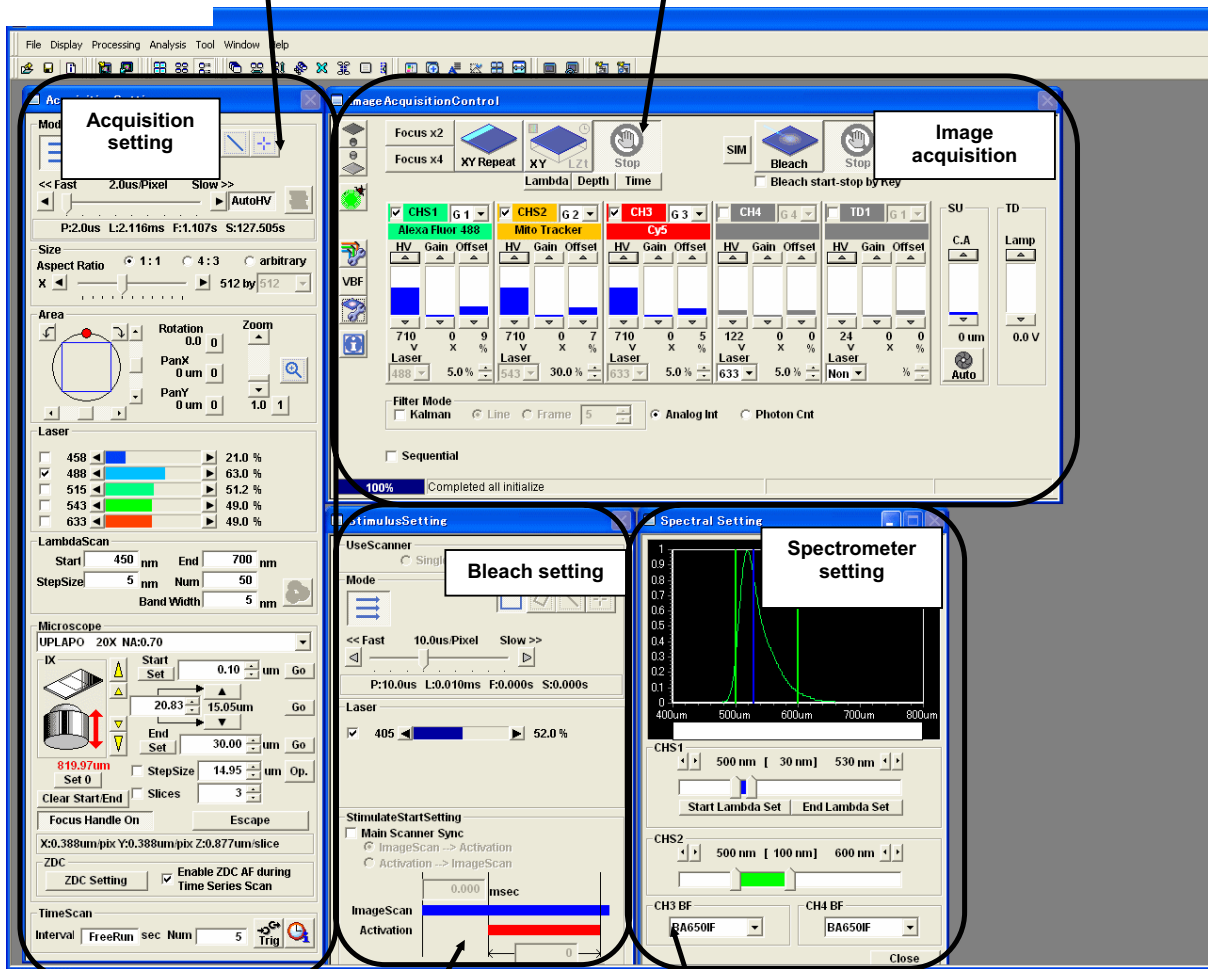 File Display Processing Analysis Tool Window Help
Acquisition setting
<< Fast 2.0us/Pixel Slow >>
AutoHV
P:2.0us L:2.116ms F:1.107s S:127.505s
Size
Aspect Ratio 1:1 4:3 arbitrary
X 512 by 512
Area
Rotation
0.0 0
PanX
0 um 0
PanY
0 um 0
Zoom
1.0 1
Laser
458 21.0 %
488 63.0 %
515 51.2 %
543 49.0 %
633 49.0 %
LambdaScan
Start 450 nm End 700 nm
StepSize 5 nm Num 50
Band Width 5 nm
Microscope
UPLAPO 20X NA:0.70
IX
Start
Set 0.10 um Go
20.83 15.05um Go
End
Set 30.00 um Go
819.97um
Set 0
StepSize 14.95 um Op.
Clear Start/End Slices 3
Focus Handle On Escape
X:0.388um/pix Y:0.388um/pix Z:0.877um/slice
ZDC
ZDC Setting Enable ZDC AF during
Time Series Scan
TimeScan
Interval FreeRun sec Num 5 Trig
ImageAcquisitionControl
Image acquisition
Focus x2
Focus x4
XY Repeat XY LZt Stop
Lambda Depth Time
SIM Bleach Stop
Bleach start-stop by Key
VBF
CHS1 G 1 CHS2 G 2 CH3 G 3 CH4 G 4 TD1 G 1
Alexa Fluor 488 Mito Tracker Cy5
HV Gain Offset HV Gain Offset HV Gain Offset HV Gain Offset HV Gain Offset
710 0 9 710 0 7 710 0 5 122 0 0 24 0 0
V X % V X % V X % V X % V X %
Laser Laser Laser Laser Laser
488 5.0 % 543 30.0 % 633 5.0 % 633 5.0 % Non %
SU
C.A
0 um
Auto
TD
Lamp
0.0 V
Filter Mode
Kalman Line Frame 5 Analog Int Photon Cnt
Sequential
100% Completed all initialize
StimulusSetting
Bleach setting
UseScanner
Mode
<< Fast 10.0us/Pixel Slow >>
P:10.0us L:0.010ms F:0.000s S:0.000s
Laser
405 52.0 %
StimulateStartSetting
Main Scanner Sync
ImageScan --> Activation
Activation --> ImageScan
0.000 msec
ImageScan
Activation
0
Spectral Setting
Spectrometer setting
1
0.9
0.8
0.7
0.6
0.5
0.4
0.3
0.2
0.1
0
400um 500um 600um 700um 800um
CHS1
500 nm [ 30 nm] 530 nm
Start Lambda Set End Lambda Set
CHS2
500 nm [ 100 nm] 600 nm
CH3 BF CH4 BF
BA650IF BA650IF
Close